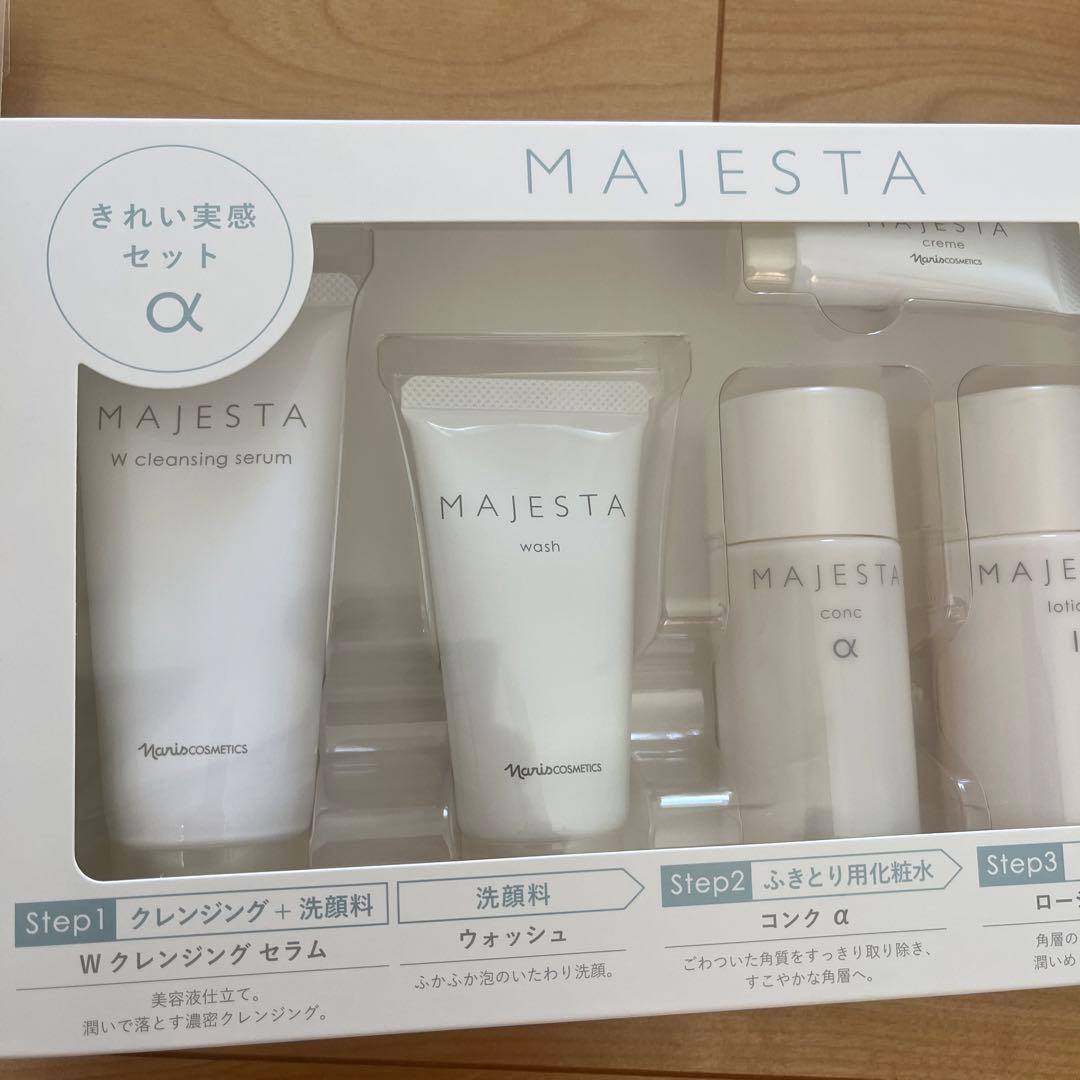 MAJESTA
きれい実感
セット
α
MAJESTA
creme
naris COSMETICS
MAJESTA
W cleansing serum
naris COSMETICS
MAJESTA
wash
naris COSMETICS
MAJESTA
conc
α
MAJE
lotio
I
Step1 クレンジング + 洗顔料
W クレンジング セラム
美容液仕立て。
潤いで落とす濃密クレンジング。
洗顔料
ウォッシュ
ふかふか泡のいたわり洗顔。
Step2 ふきとり用化粧水
コンク α
ごわついた角質をすっきり取り除き、
すこやかな角層へ。
Step3
ロー
角層の
潤いめ